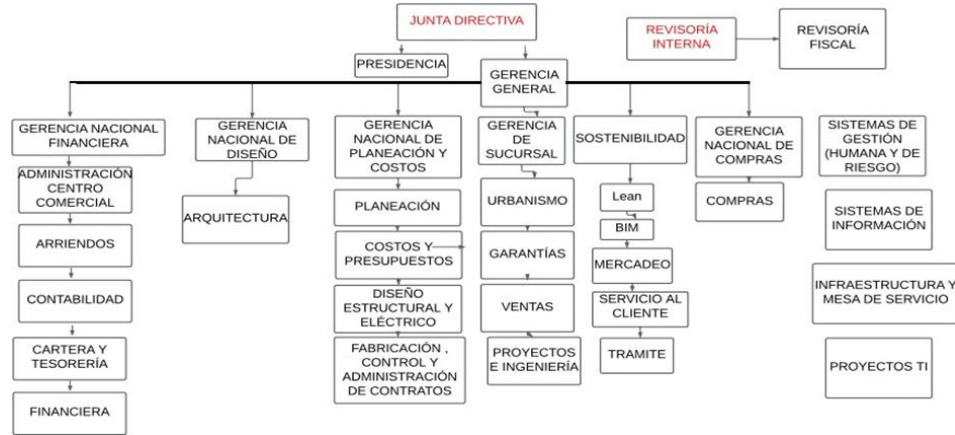 JUNTA DIRECTIVA
REVISORÍA
INTERNA
REVISORÍA
FISCAL
PRESIDENCIA
GERENCIA
GENERAL
GERENCIA NACIONAL
FINANCIERA
GERENCIA
NACIONAL DE
DISEÑO
GERENCIA
NACIONAL DE
PLANEACIÓN Y
COSTOS
GERENCIA
DE
SUCURSAL
SOSTENIBILIDAD
GERENCIA
NACIONAL DE
COMPRAS
SISTEMAS DE
GESTIÓN
(HUMANA Y DE
RIESGO)
ADMINISTRACIÓN
CENTRO
COMERCIAL
ARQUITECTURA
PLANEACIÓN
URBANISMO
Lean
COMPRAS
SISTEMAS DE
INFORMACIÓN
BIM
ARRIENDOS
COSTOS Y
PRESUPUESTOS
GARANTÍAS
MERCADEO
INFRAESTRUCTURA Y
MESA DE SERVICIO
CONTABILIDAD
DISEÑO
ESTRUCTURAL Y
ELÉCTRICO
VENTAS
SERVICIO AL
CLIENTE
CARTERA Y
TESORERÍA
FABRICACIÓN ,
CONTROL Y
ADMINISTRACIÓN
DE CONTRATOS
PROYECTOS
E INGENIERÍA
TRAMITE
PROYECTOS TI
FINANCIERA